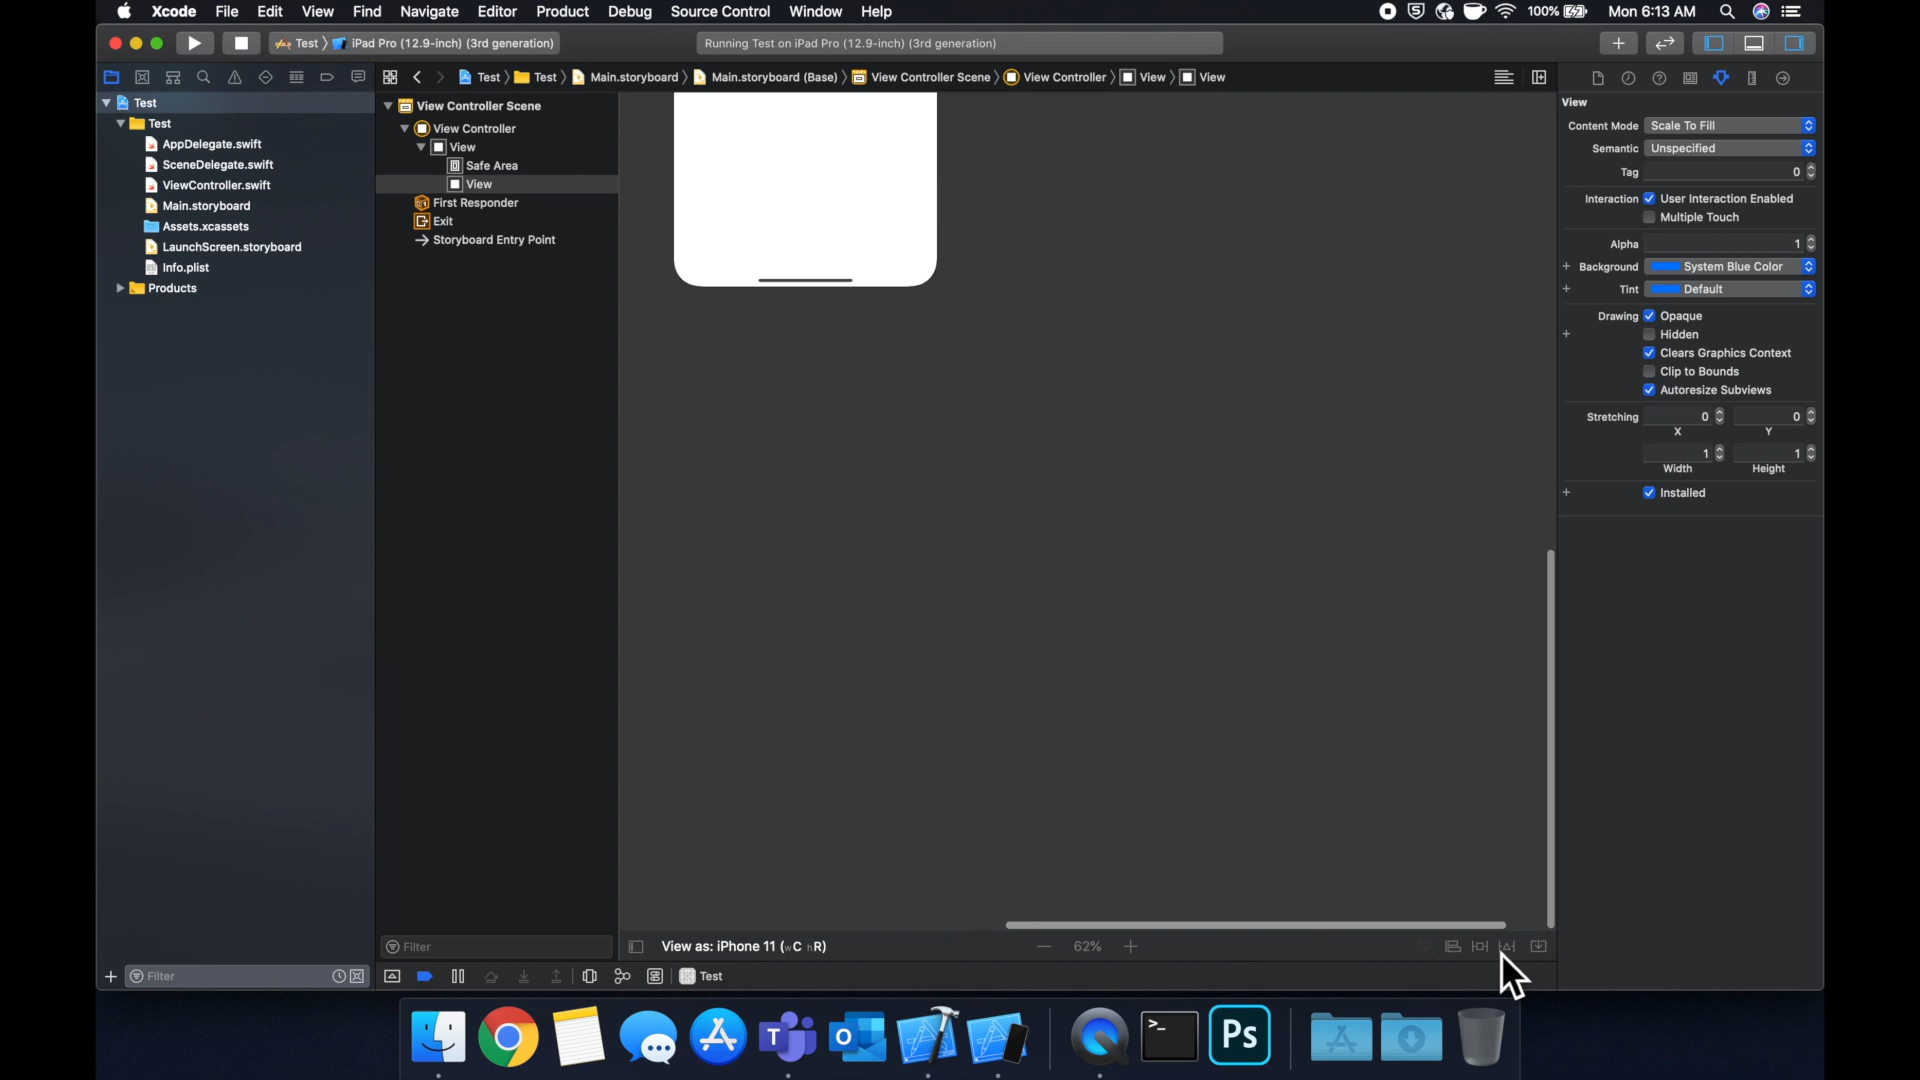 Xcode File Edit View Find Navigate Editor Product Debug Source Control Window Help 100% Mon 6:13 AM
Test iPad Pro (12.9-inch) (3rd generation) Running Test on iPad Pro (12.9-inch) (3rd generation)
Test Test Main.storyboard Main.storyboard (Base) View Controller Scene View Controller View View
Test
Test
AppDelegate.swift
SceneDelegate.swift
ViewController.swift
Main.storyboard
Assets.xcassets
LaunchScreen.storyboard
Info.plist
Products
Filter
View Controller Scene
View Controller
View
Safe Area
View
First Responder
Exit
Storyboard Entry Point
Filter
View as: iPhone 11 (wC hR) 62%
Test
View
Content Mode Scale To Fill
Semantic Unspecified
Tag 0
Interaction User Interaction Enabled
Multiple Touch
Alpha 1
Background System Blue Color
Tint Default
Drawing Opaque
Hidden
Clears Graphics Context
Clip to Bounds
Autoresize Subviews
Stretching 0 0
X Y
1 1
Width Height
Installed
T O >_ Ps